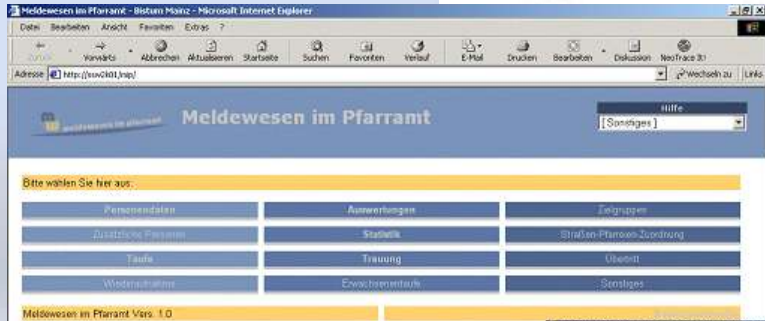 Meldewesen im Pfarramt - Bistum Mainz - Microsoft Internet Explorer
Datei Bearbeiten Ansicht Favoriten Extras ?
Zurück Vorwärts Abbrechen Aktualisieren Startseite Suchen Favoriten Verlauf E-Mail Drucken Bearbeiten Diskussion NeoTrace It!
Adresse Wechseln zu Links
meldewesen im pfarramt Meldewesen im Pfarramt
Hilfe
[ Sonstiges ]
Bitte wählen Sie hier aus:
Personendaten Auswertungen Zielgruppen
Zusätzliche Personen Statistik Straßen-Pfarreien-Zuordnung
Taufe Trauung Übertritt
Wiederaufnahme Erwachsenentaufe Sonstiges
Meldewesen im Pfarramt Vers. 1.0